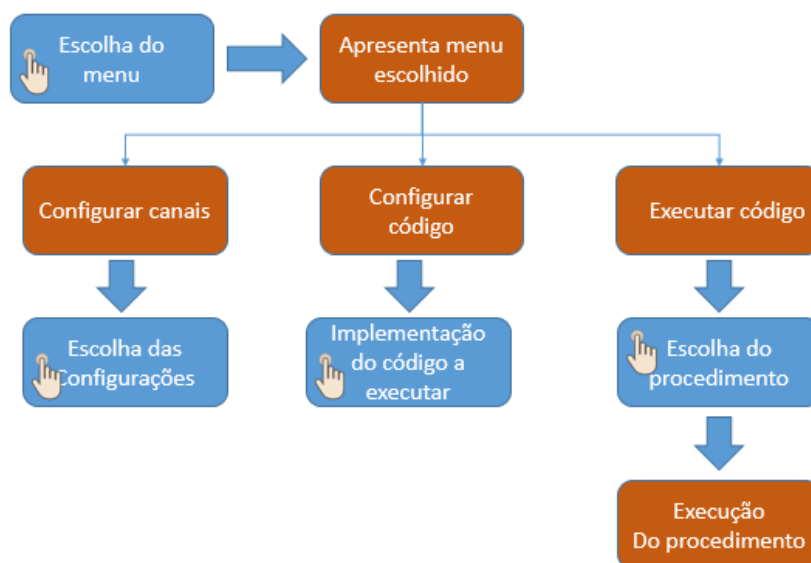 Escolha do
menu
Apresenta menu
escolhido
Configurar canais
Configurar
código
Executar código
Escolha das
Configurações
Implementação
do código a
executar
Escolha do
procedimento
Execução
Do procedimento